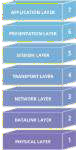 APPLICATION LAYER 7
PRESENTATION LAYER 6
SESSION LAYER 5
TRANSPORT LAYER 4
NETWORK LAYER 3
DATALINK LAYER 2
PHYSICAL LAYER 1